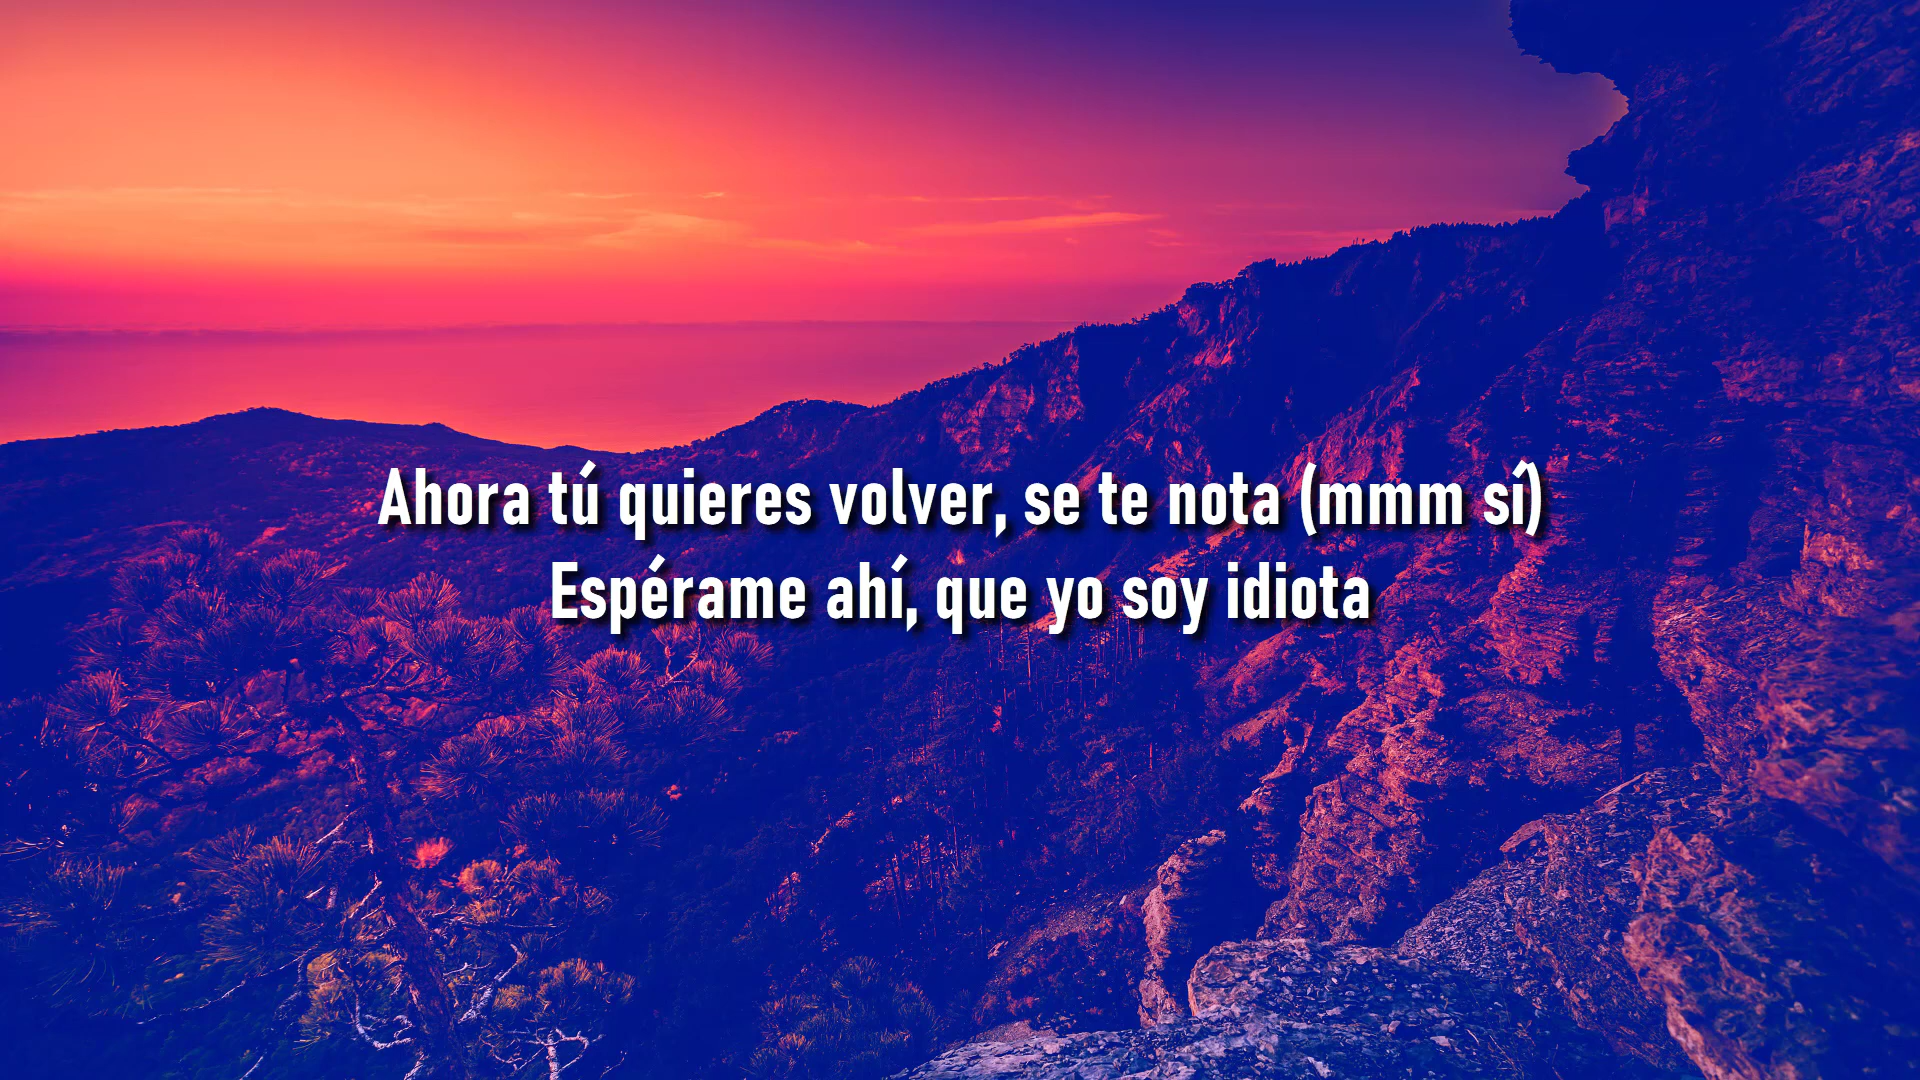 Ahora tú quieres volver, se te nota (mmm sí)
Espérame ahí, que yo soy idiota